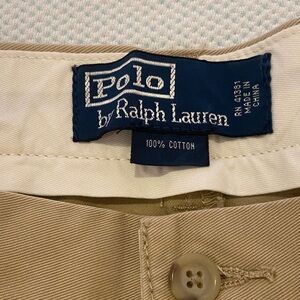 Polo
by Ralph Lauren
RN 41381
MADE IN
CHINA
100% COTTON